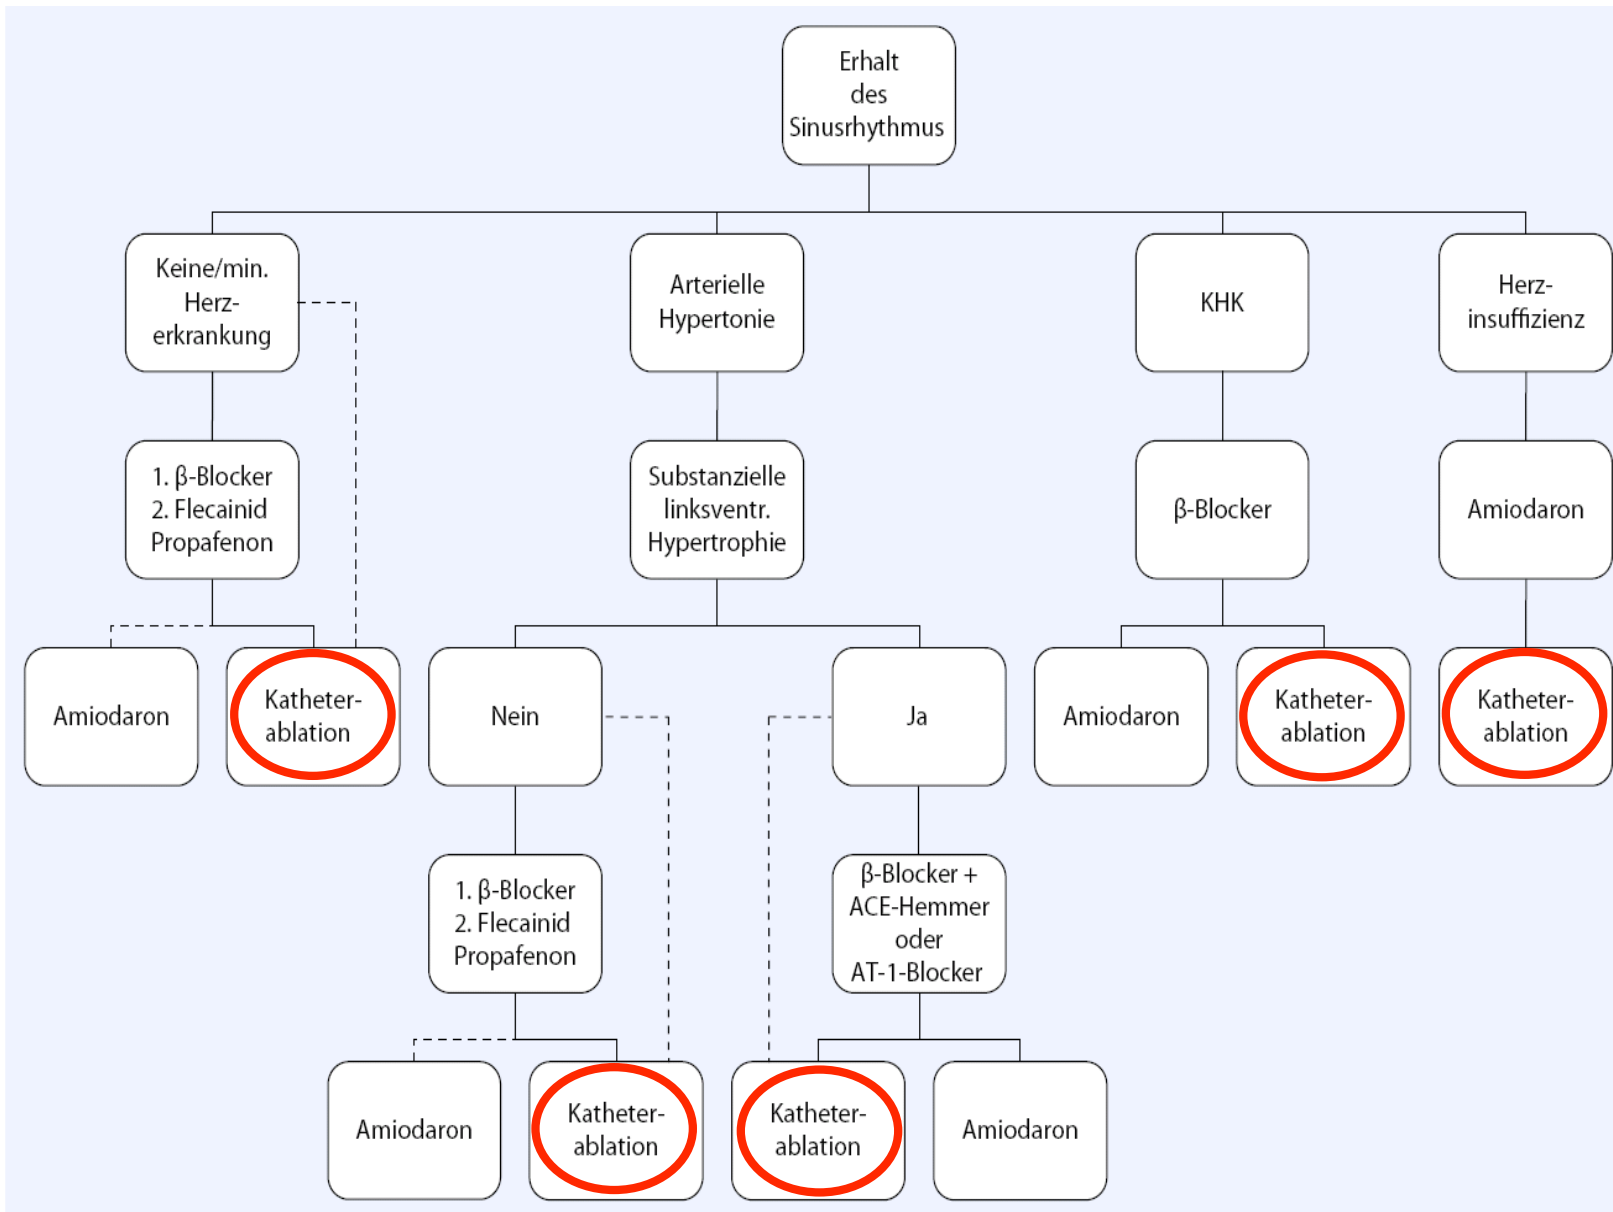 Erhalt
des
Sinusrhythmus
Keine/min.
Herz-
erkrankung
Arterielle
Hypertonie
KHK
Herz-
insuffizienz
1. β-Blocker
2. Flecainid
Propafenon
Substanzielle
linksventr.
Hypertrophie
β-Blocker
Amiodaron
Amiodaron
Katheter-
ablation
Nein
Ja
Amiodaron
Katheter-
ablation
Katheter-
ablation
1. β-Blocker
2. Flecainid
Propafenon
β-Blocker +
ACE-Hemmer
oder
AT-1-Blocker
Amiodaron
Katheter-
ablation
Katheter-
ablation
Amiodaron